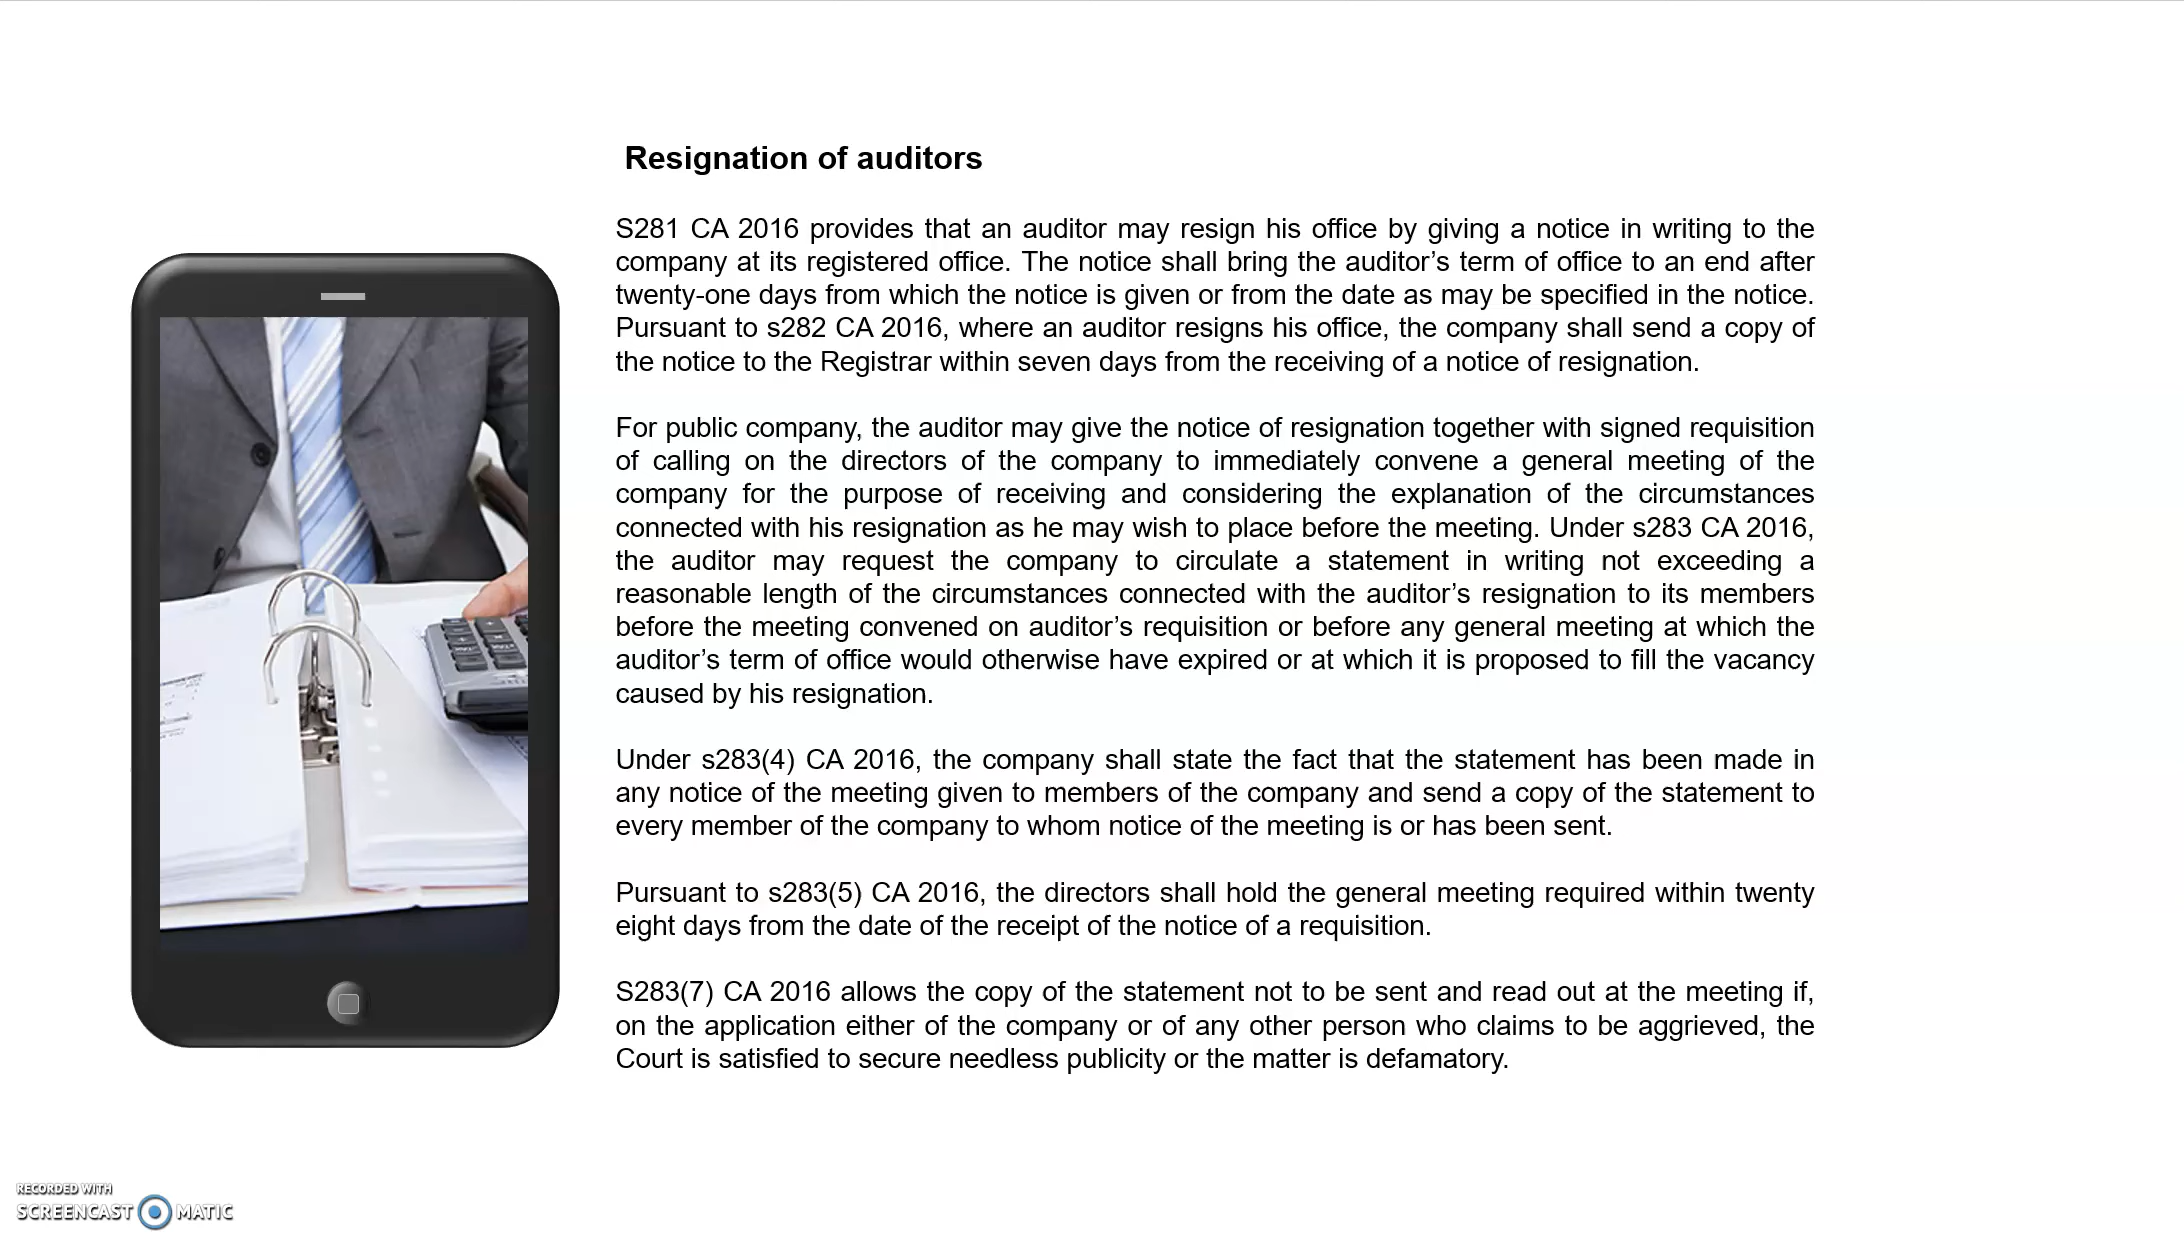 Resignation of auditors
S281 CA 2016 provides that an auditor may resign his office by giving a notice in writing to the
company at its registered office. The notice shall bring the auditor’s term of office to an end after
twenty-one days from which the notice is given or from the date as may be specified in the notice.
Pursuant to s282 CA 2016, where an auditor resigns his office, the company shall send a copy of
the notice to the Registrar within seven days from the receiving of a notice of resignation.
For public company, the auditor may give the notice of resignation together with signed requisition
of calling on the directors of the company to immediately convene a general meeting of the
company for the purpose of receiving and considering the explanation of the circumstances
connected with his resignation as he may wish to place before the meeting. Under s283 CA 2016,
the auditor may request the company to circulate a statement in writing not exceeding a
reasonable length of the circumstances connected with the auditor’s resignation to its members
before the meeting convened on auditor’s requisition or before any general meeting at which the
auditor’s term of office would otherwise have expired or at which it is proposed to fill the vacancy
caused by his resignation.
Under s283(4) CA 2016, the company shall state the fact that the statement has been made in
any notice of the meeting given to members of the company and send a copy of the statement to
every member of the company to whom notice of the meeting is or has been sent.
Pursuant to s283(5) CA 2016, the directors shall hold the general meeting required within twenty
eight days from the date of the receipt of the notice of a requisition.
S283(7) CA 2016 allows the copy of the statement not to be sent and read out at the meeting if,
on the application either of the company or of any other person who claims to be aggrieved, the
Court is satisfied to secure needless publicity or the matter is defamatory.
RECORDED WITH
SCREENCAST MATIC